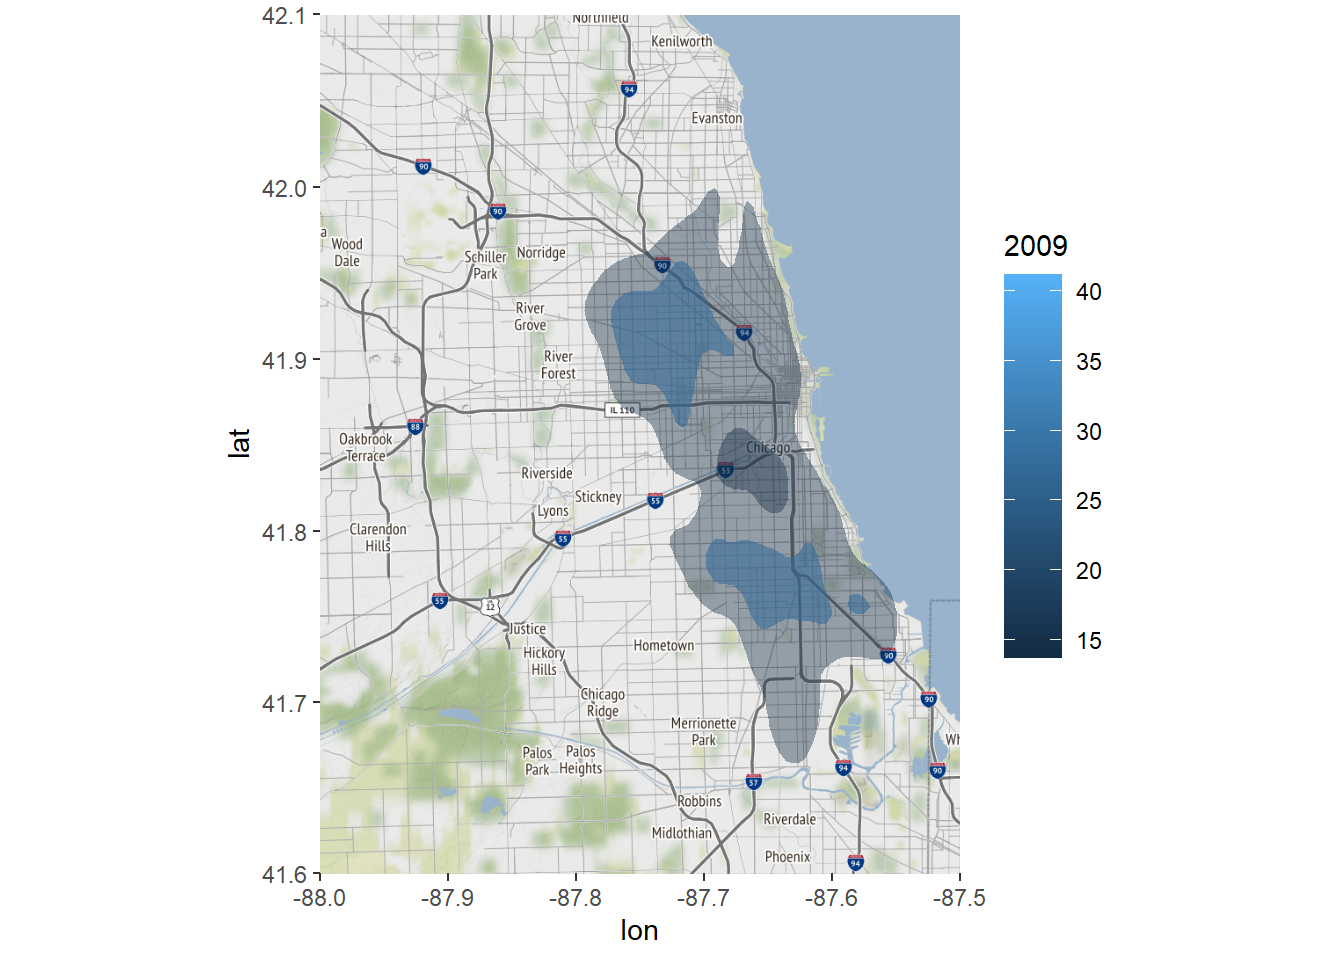 42.1
42.0
41.9
41.8
41.7
41.6
lat
-88.0
-87.9
-87.8
-87.7
-87.6
-87.5
lon
2009
40
35
30
25
20
15
Northfield
Kenilworth
94
Evanston
90
90
a
Wood
Dale
Schiller
Park
Norridge
90
River
Grove
94
River
Forest
IL 110
88
Oakbrook
Terrace
Chicago
55
Riverside
Stickney
55
Lyons
Clarendon
Hills
55
55
12
Justice
Hometown
Hickory
Hills
90
Chicago
Ridge
90
Merrionette
Park
Wh
Palos
Park
Palos
Heights
94
90
57
Robbins
Riverdale
Midlothian
Phoenix
94